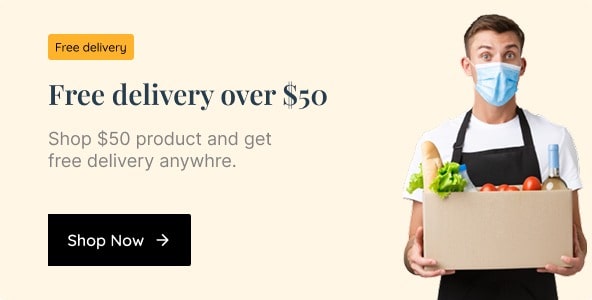 Free delivery
Free delivery over $50
Shop $50 product and get
free delivery anywhre.
Shop Now →